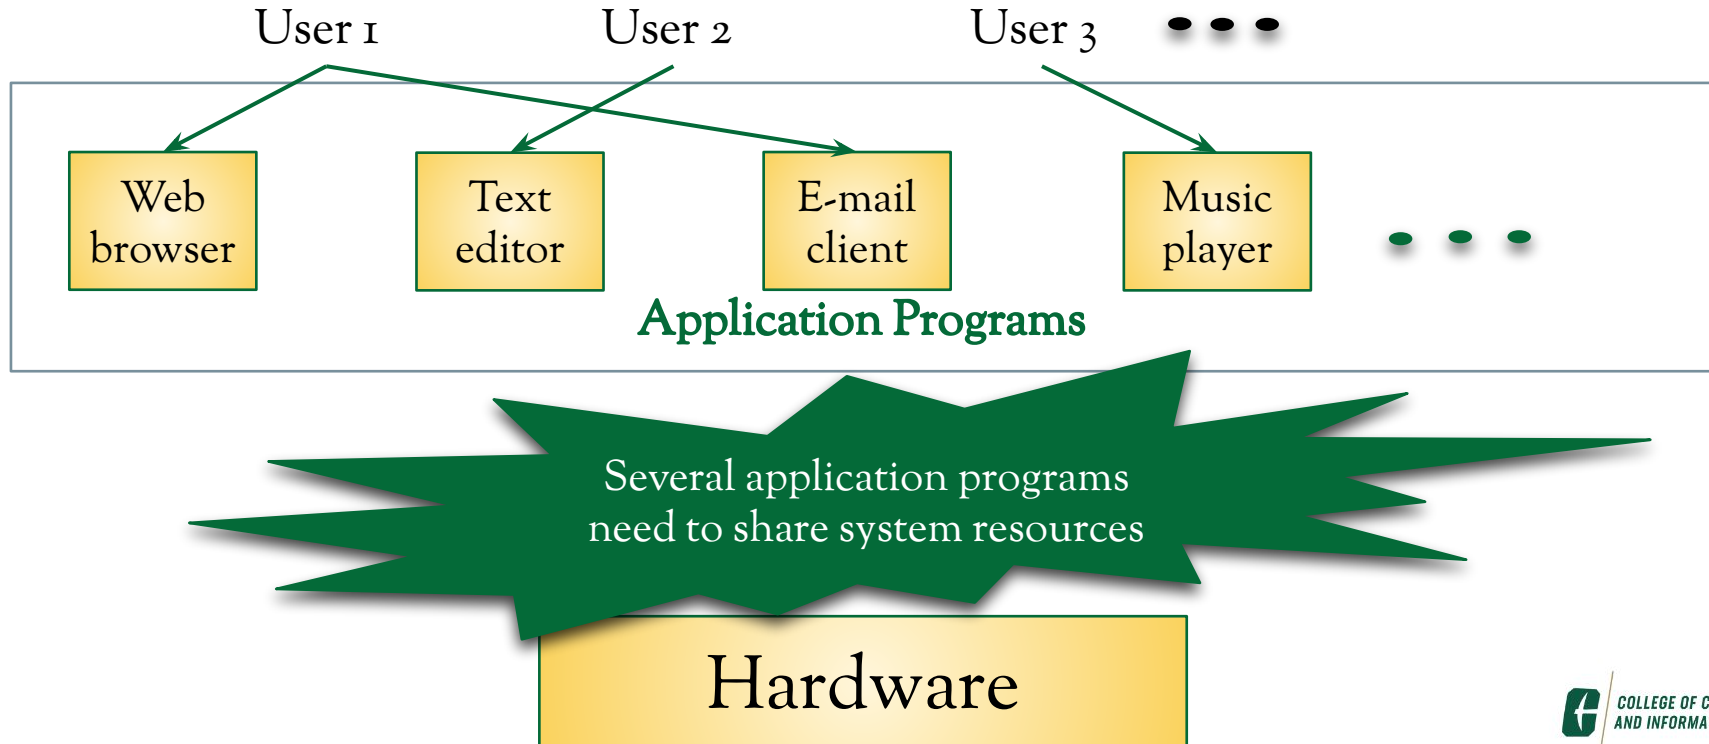 User 1
User 2
User 3
Web
browser
Text
editor
E-mail
client
Music
player
Application Programs
Several application programs
need to share system resources
Hardware
COLLEGE OF
AND